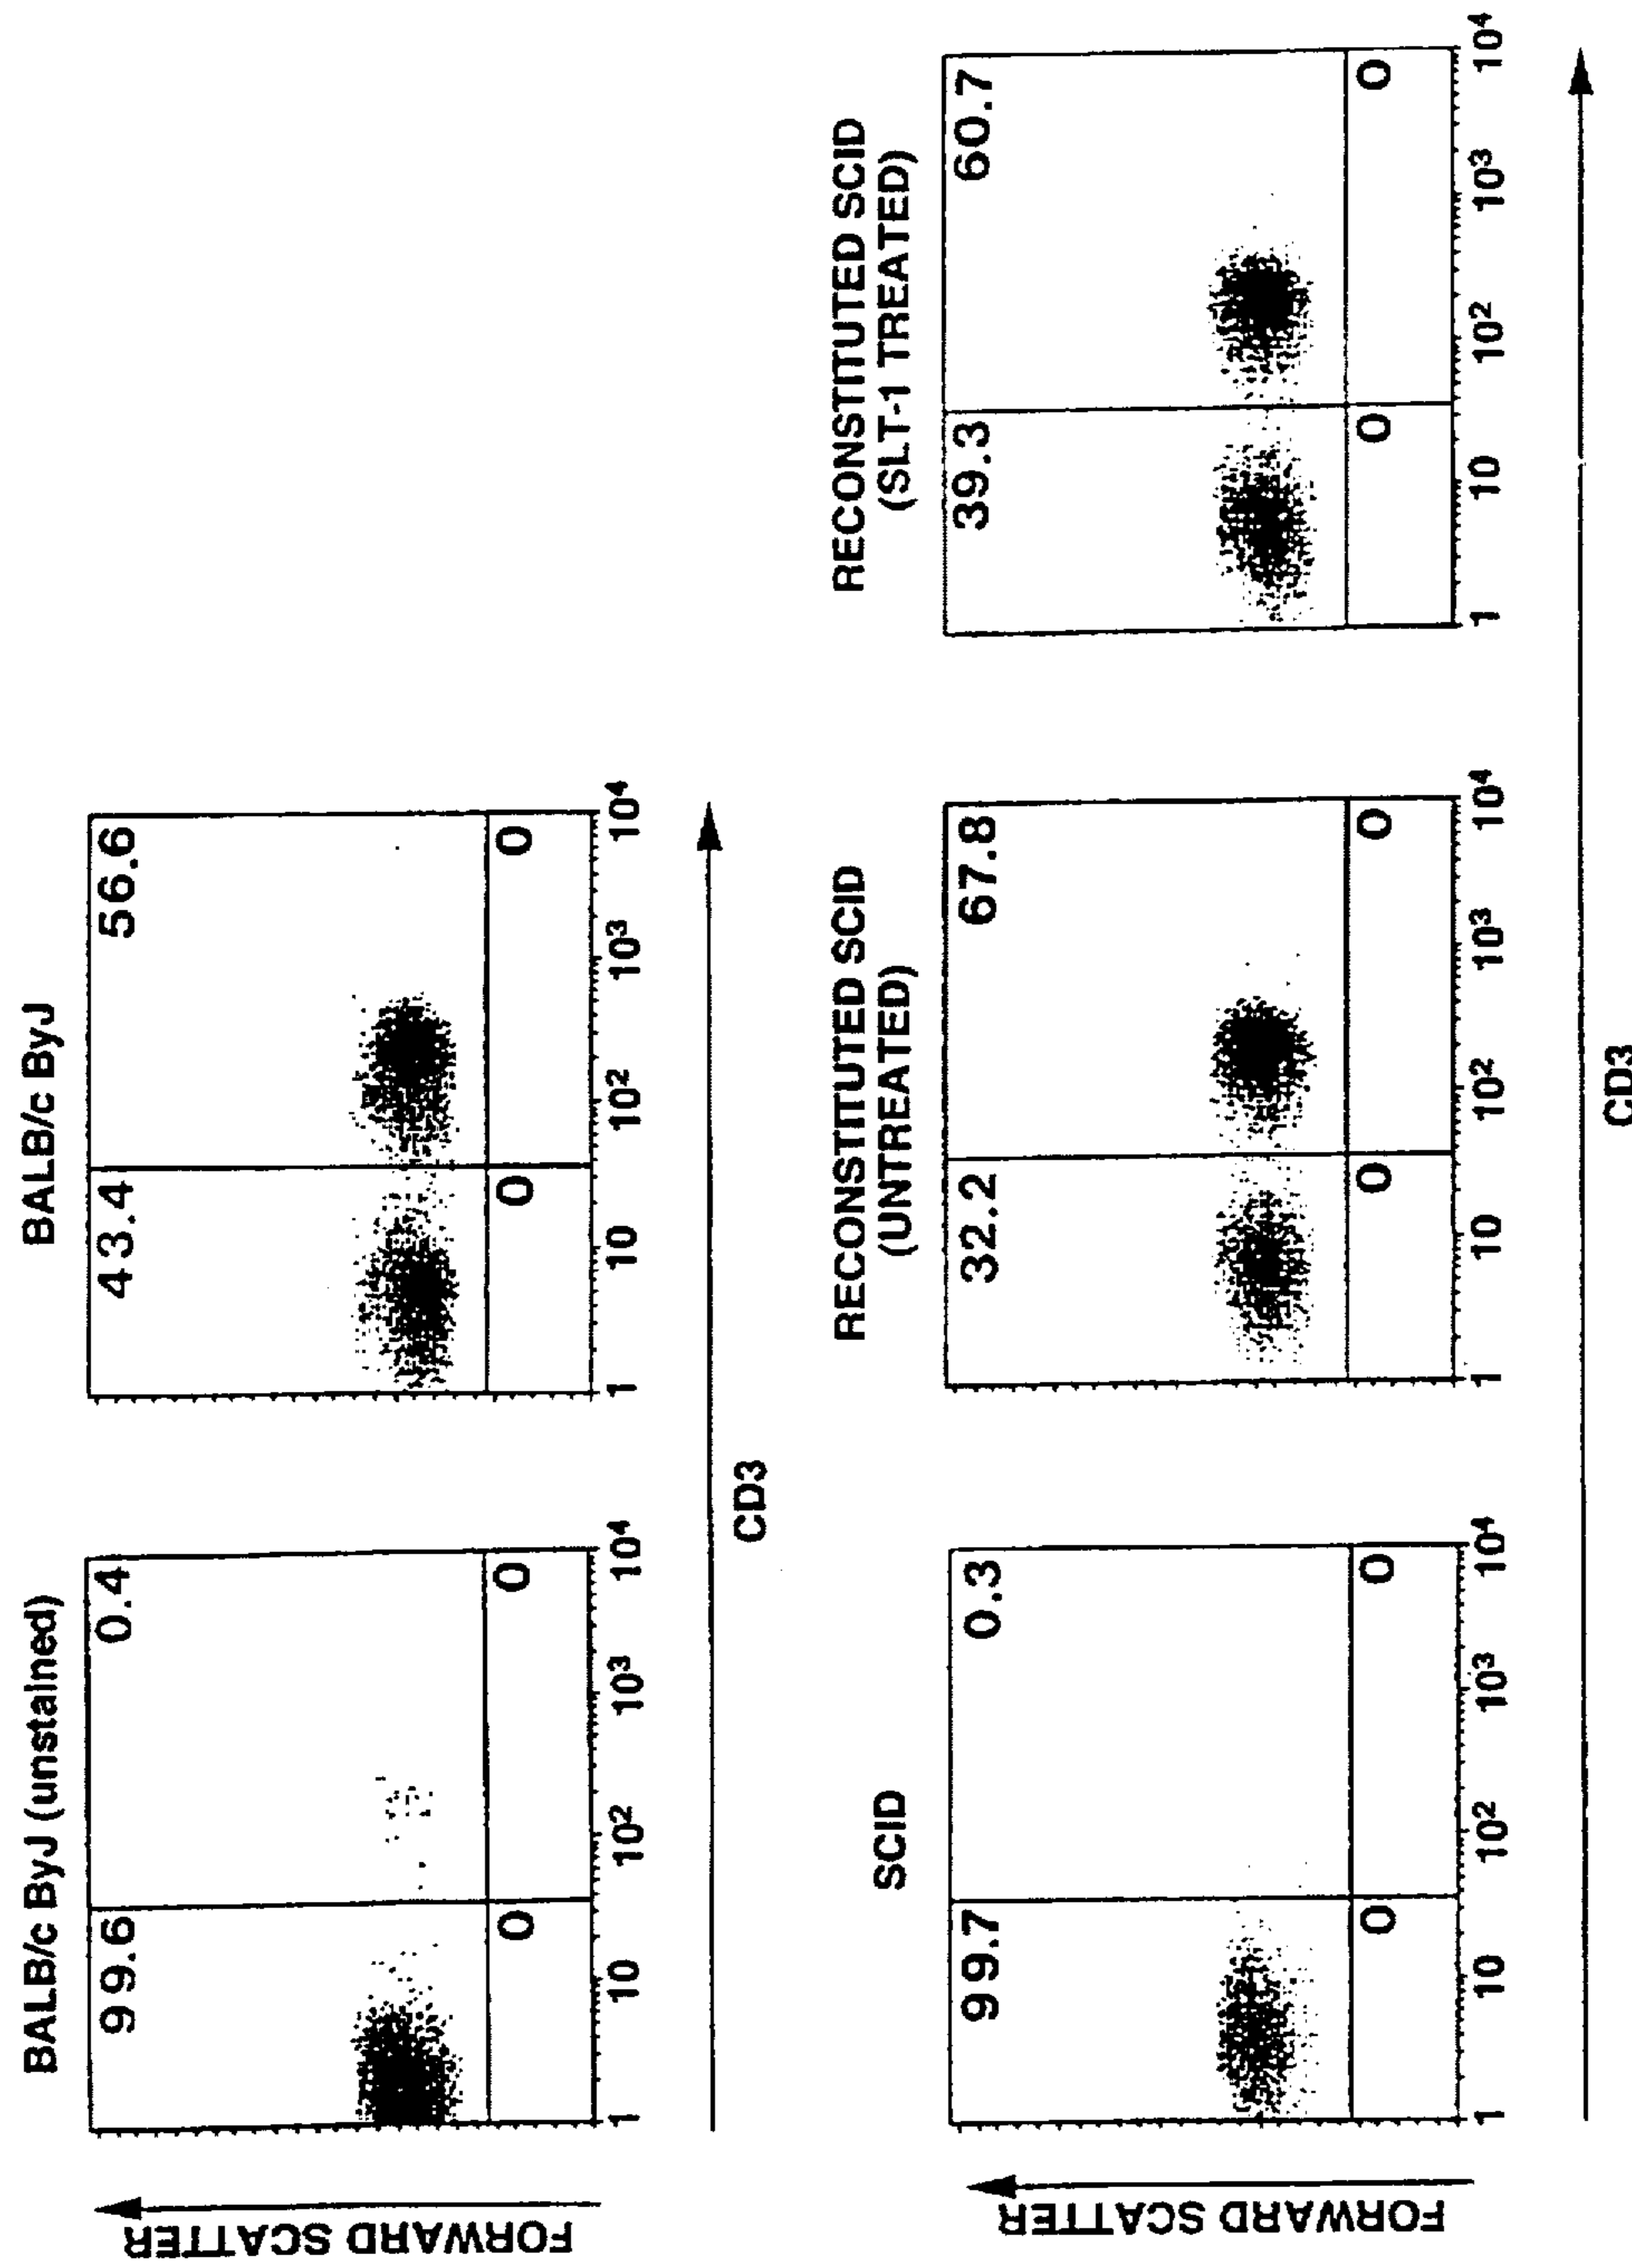 BALB/c ByJ (unstained)
99.6
0.4
0
0
1 10 10² 10³ 10⁴
BALB/c ByJ
43.4
56.6
0
0
1 10 10² 10³ 10⁴
FORWARD SCATTER
CD3
SCID
99.7
0.3
0
0
1 10 10² 10³ 10⁴
RECONSTITUTED SCID
(UNTREATED)
32.2
67.8
0
0
1 10 10² 10³ 10⁴
RECONSTITUTED SCID
(SLT-1 TREATED)
39.3
60.7
0
0
1 10 10² 10³ 10⁴
FORWARD SCATTER
CD3